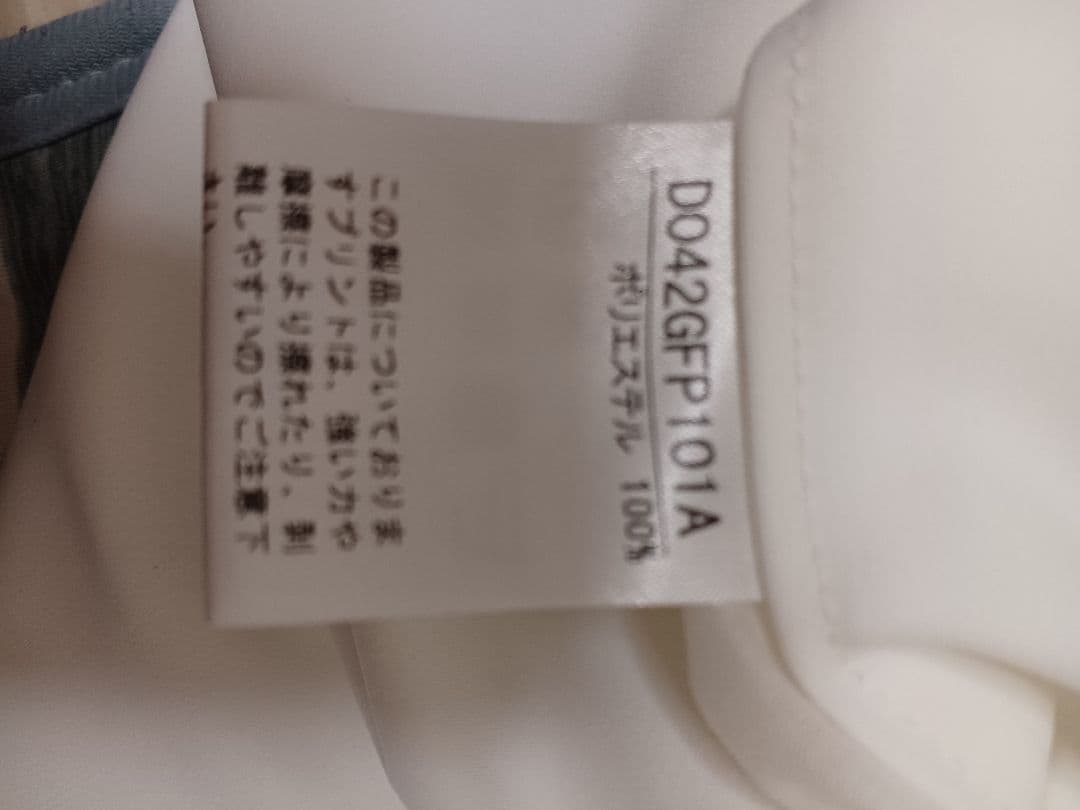 D042GFP101A
ポリエステル 100%
この製品についておりま
すプリントは、強い力や
摩擦により擦れたり、剥
離しやすいのでご注意下
さい